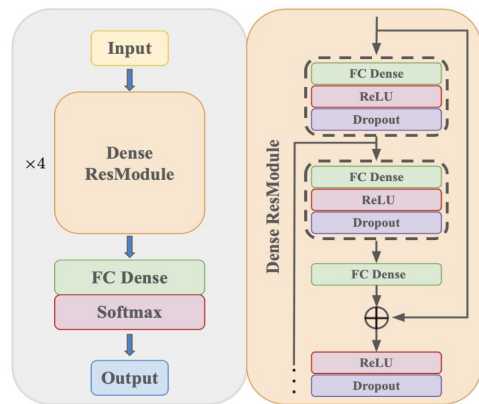 Input
×4
Dense
ResModule
FC Dense
Softmax
Output
Dense ResModule
FC Dense
ReLU
Dropout
FC Dense
ReLU
Dropout
FC Dense
ReLU
Dropout